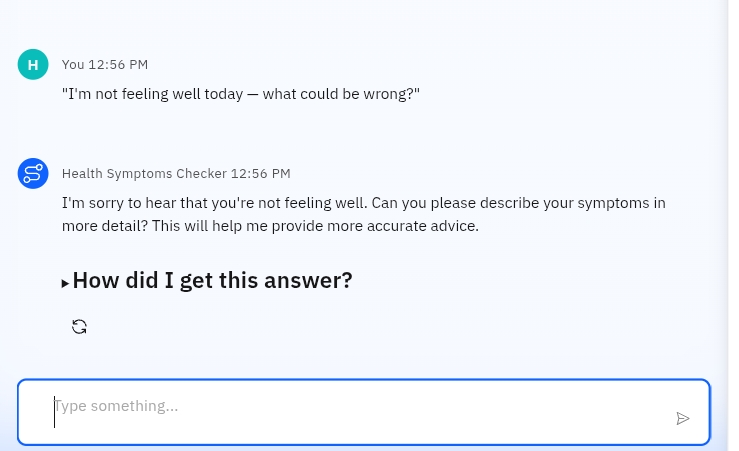 H
You 12:56 PM
"I'm not feeling well today — what could be wrong?"
Health Symptoms Checker 12:56 PM
I'm sorry to hear that you're not feeling well. Can you please describe your symptoms in
more detail? This will help me provide more accurate advice.
How did I get this answer?
Type something...